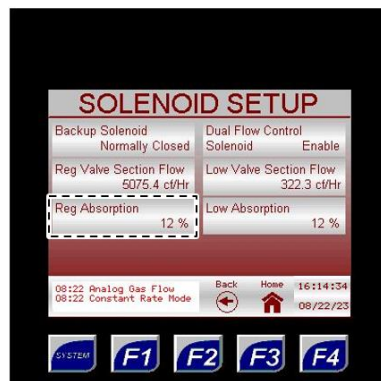 SOLENOID SETUP
Backup Solenoid
Normally Closed
Dual Flow Control
Solenoid Enable
Reg Valve Section Flow
5075.4 cf/Hr
Low Valve Section Flow
322.3 cf/Hr
Reg Absorption
12 %
Low Absorption
12 %
08:22 Analog Gas Flow
08:22 Constant Rate Mode
Back
Home
16:14:34
08/22/23
SYSTEM
F1
F2
F3
F4